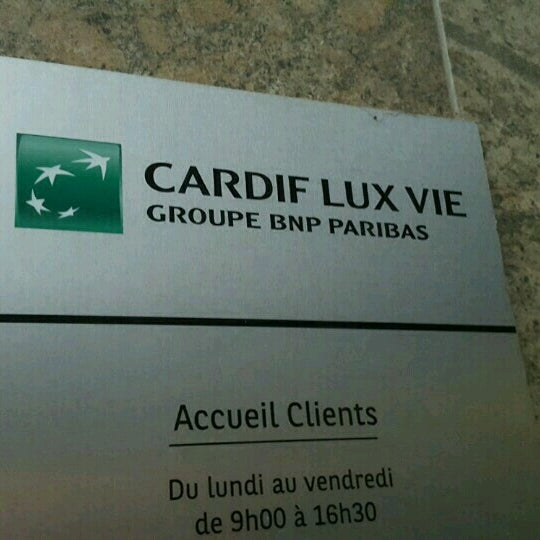 CARDIF LUX VIE
GROUPE BNP PARIBAS
Accueil Clients
Du lundi au vendredi
de 9h00 à 16h30